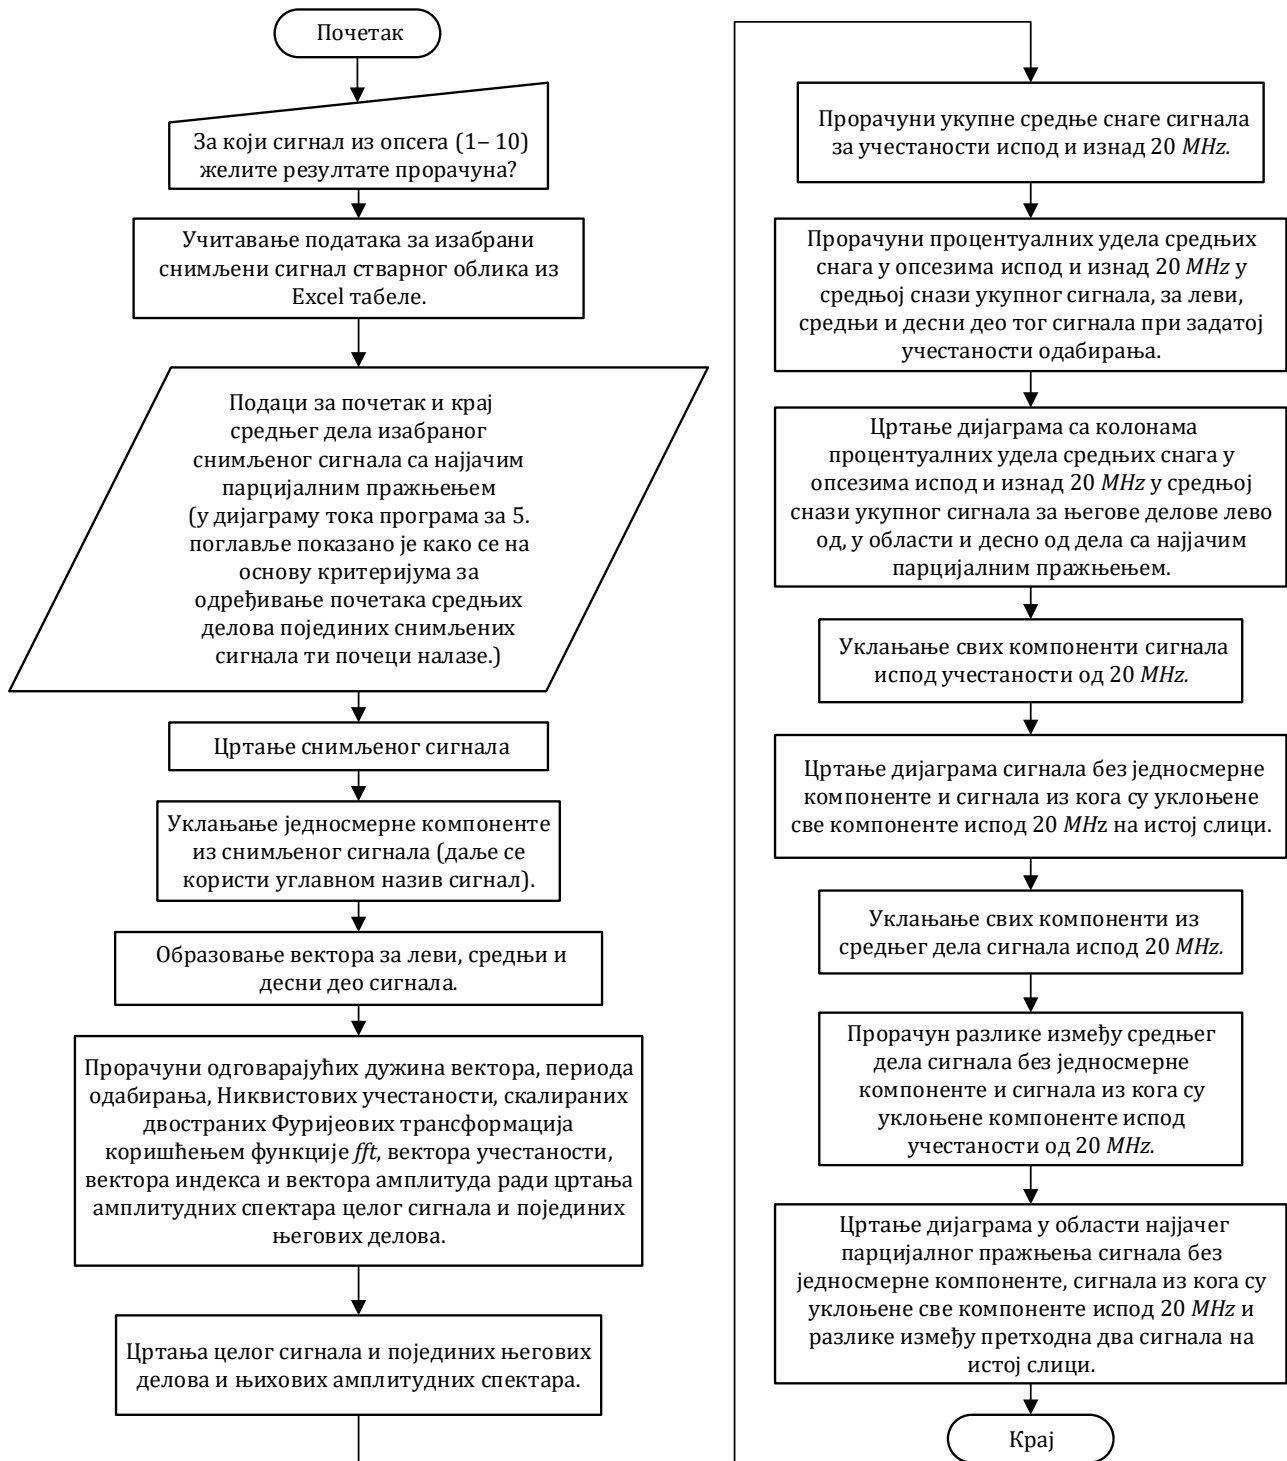 Почетак
За који сигнал из опсега (1– 10)
желите резултате прорачуна?
Учитавање података за изабрани
снимљени сигнал стварног облика из
Excel табеле.
Подаци за почетак и крај
средњег дела изабраног
снимљеног сигнала са најјачим
парцијалним пражњењем
(у дијаграму тока програма за 5.
поглавље показано је како се на
основу критеријума за
одређивање почетака средњих
делова појединих снимљених
сигнала ти почеци налазе.)
Цртање снимљеног сигнала
Уклањање једносмерне компоненте
из снимљеног сигнала (даље се
користи углавном назив сигнал).
Образовање вектора за леви, средњи и
десни део сигнала.
Прорачуни одговарајућих дужина вектора, периода
одабирања, Никвистових учестаности, скалираних
двостраних Фуријеових трансформација
коришћењем функције fft, вектора учестаности,
вектора индекса и вектора амплитуда ради цртања
амплитудних спектара целог сигнала и појединих
његових делова.
Цртања целог сигнала и појединих његових
делова и њихових амплитудних спектара.
Прорачуни укупне средње снаге сигнала
за учестаности испод и изнад 20 MHz.
Прорачуни процентуалних удела средњих
снага у опсезима испод и изнад 20 MHz у
средњој снази укупног сигнала, за леви,
средњи и десни део тог сигнала при задатој
учестаности одабирања.
Цртање дијаграма са колонама
процентуалних удела средњих снага у
опсезима испод и изнад 20 MHz у средњој
снази укупног сигнала за његове делове лево
од, у области и десно од дела са најјачим
парцијалним пражњењем.
Уклањање свих компоненти сигнала
испод учестаности од 20 MHz.
Цртање дијаграма сигнала без једносмерне
компоненте и сигнала из кога су уклоњене
све компоненте испод 20 MHz на истој слици.
Уклањање свих компоненти из
средњег дела сигнала испод 20 MHz.
Прорачун разлике између средњег
дела сигнала без једносмерне
компоненте и сигнала из кога су
уклоњене компоненте испод
учестаности од 20 MHz.
Цртање дијаграма у области најјачег
парцијалног пражњења сигнала без
једносмерне компоненте, сигнала из кога су
уклоњене све компоненте испод 20 MHz и
разлике између претходна два сигнала на
истој слици.
Крај